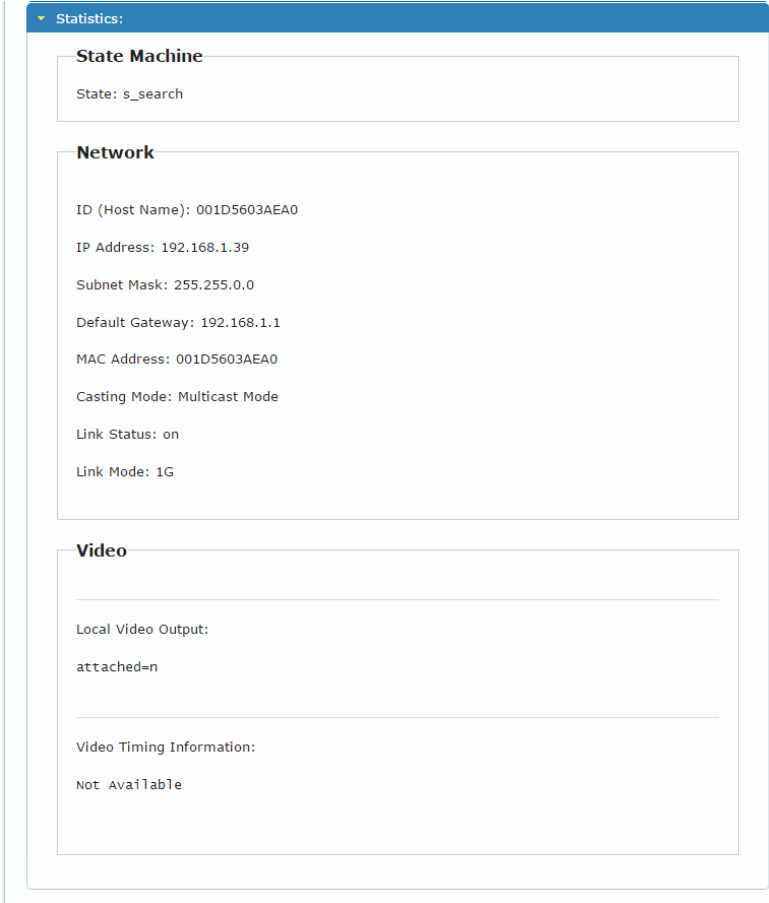 Statistics:
State Machine
State: s_search
Network
ID (Host Name): 001D5603AEA0
IP Address: 192.168.1.39
Subnet Mask: 255.255.0.0
Default Gateway: 192.168.1.1
MAC Address: 001D5603AEA0
Casting Mode: Multicast Mode
Link Status: on
Link Mode: 1G
Video
Local Video Output:
attached=n
Video Timing Information:
Not Available